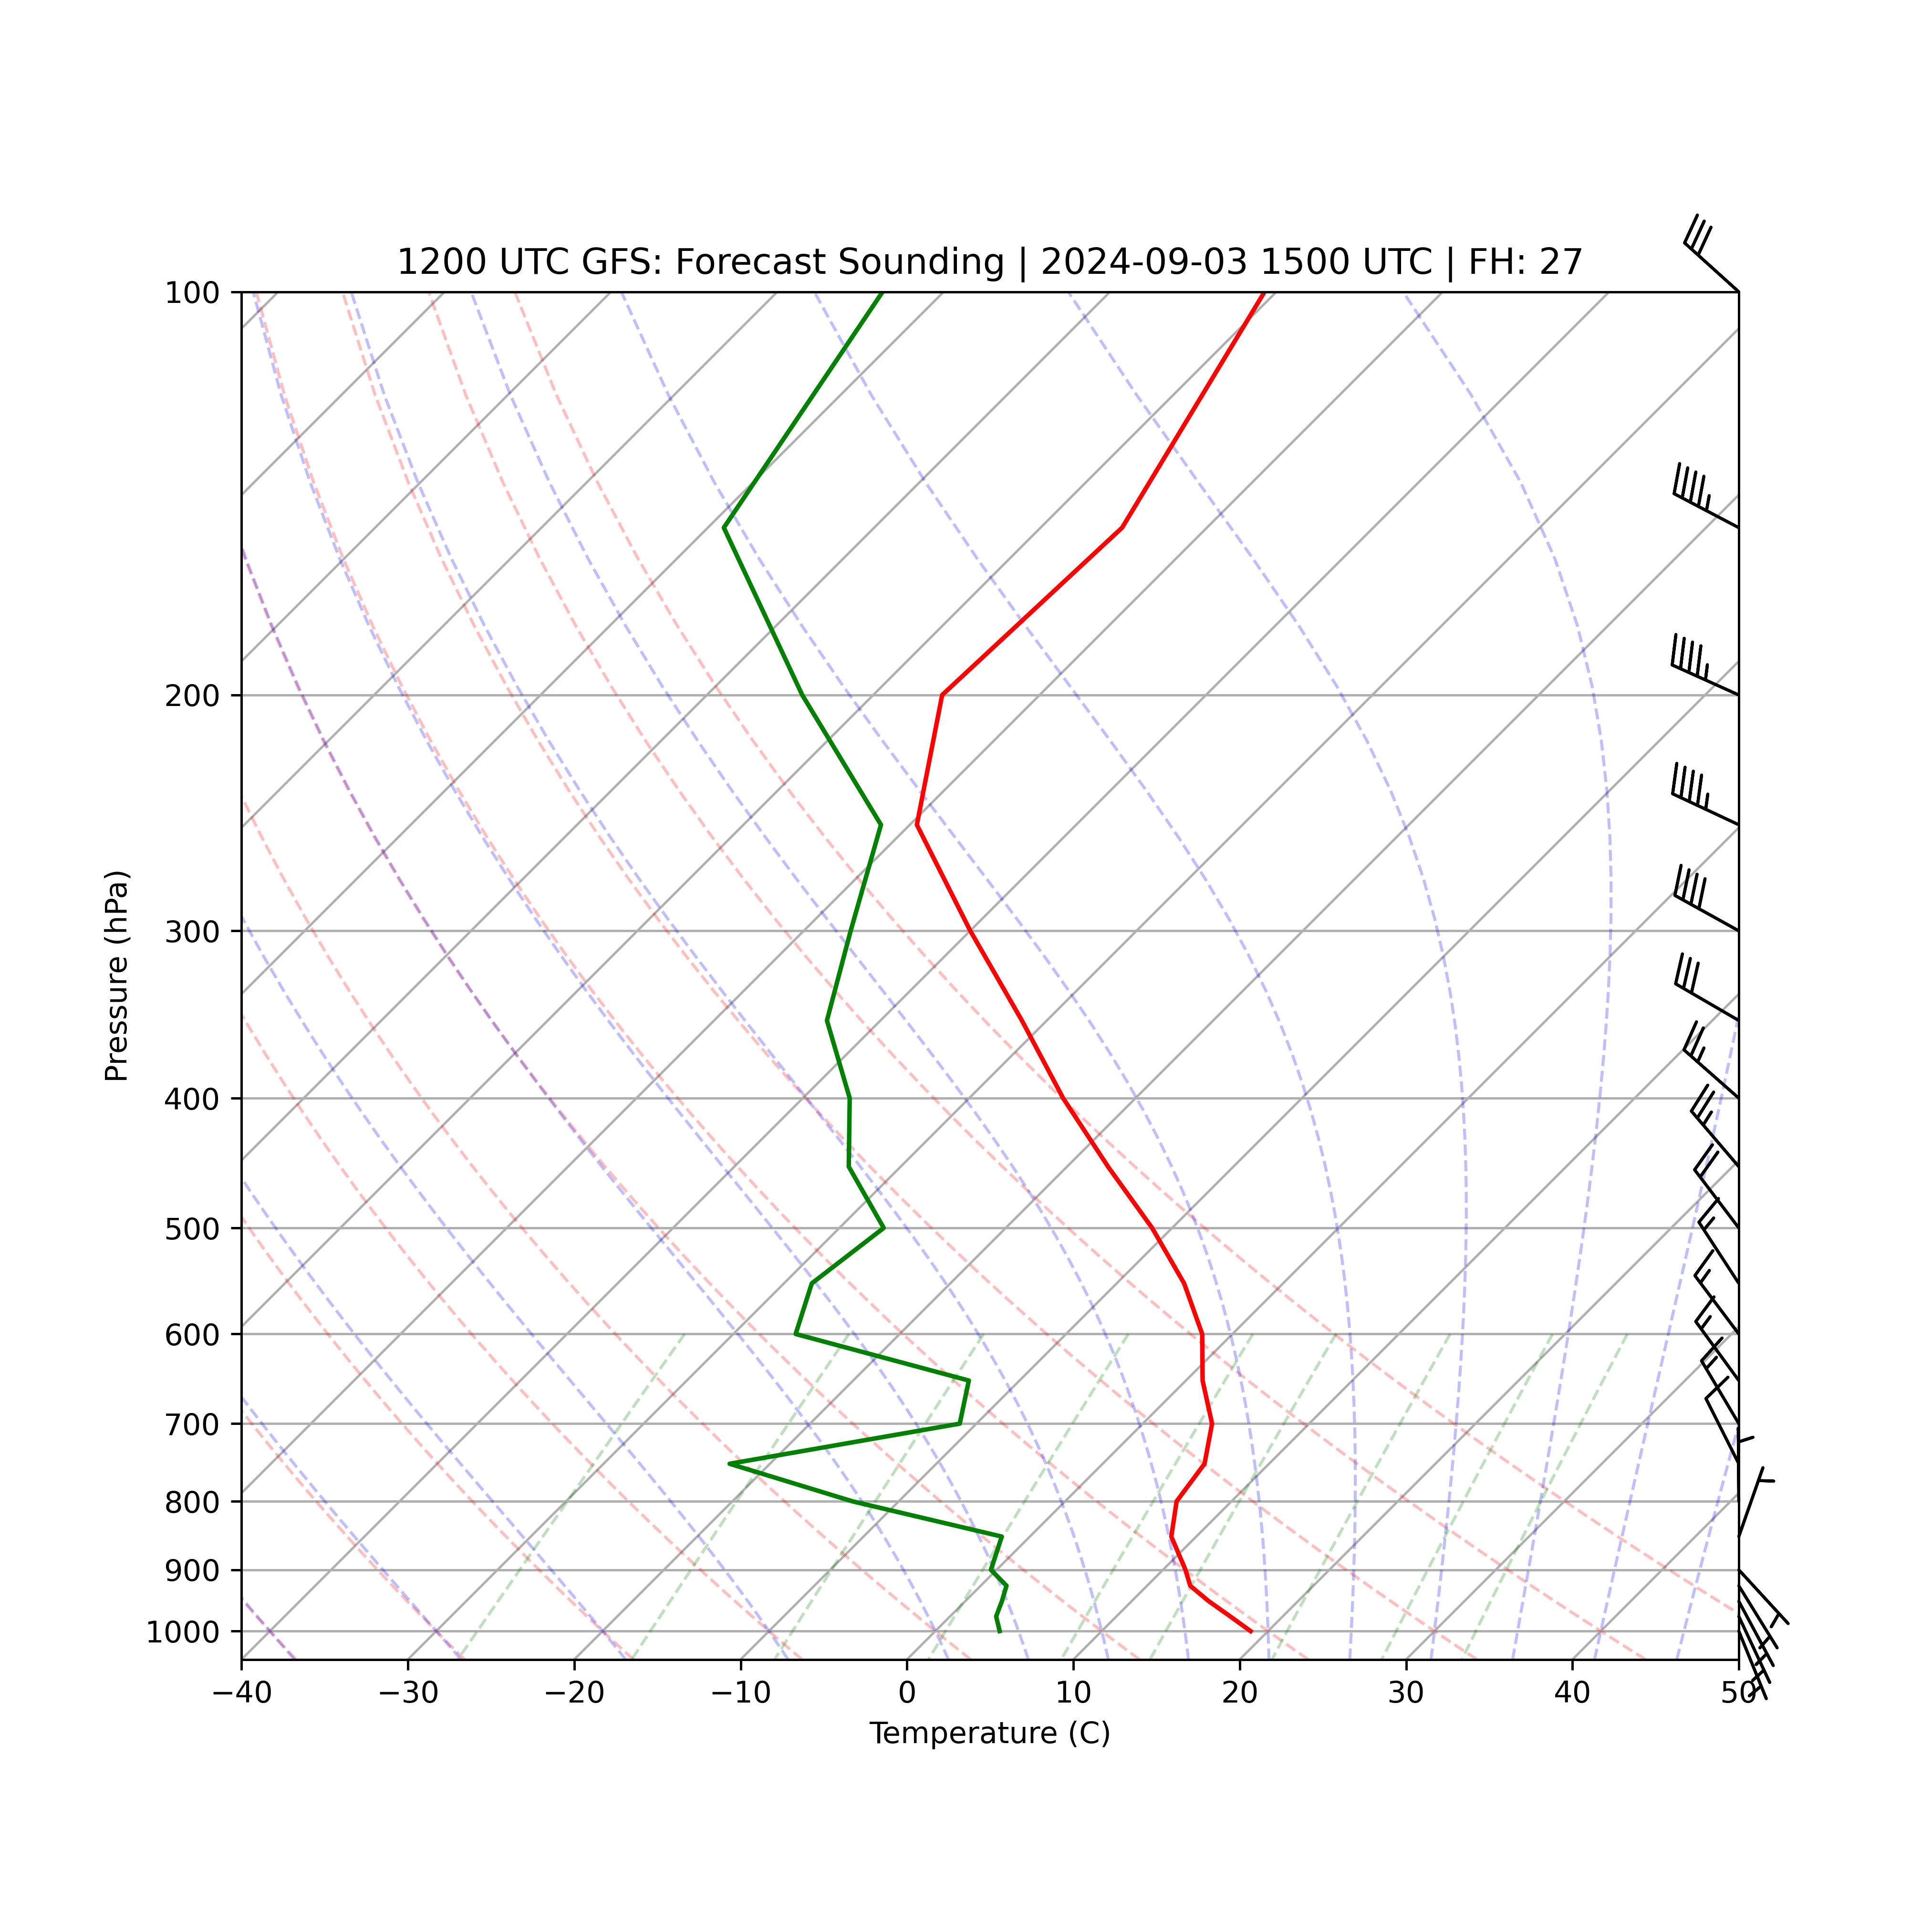 1200 UTC GFS: Forecast Sounding | 2024-09-03 1500 UTC | FH: 27
100
200
300
400
500
600
700
800
900
1000
Pressure (hPa)
−40 −30 −20 −10 0 10 20 30 40 50
Temperature (C)